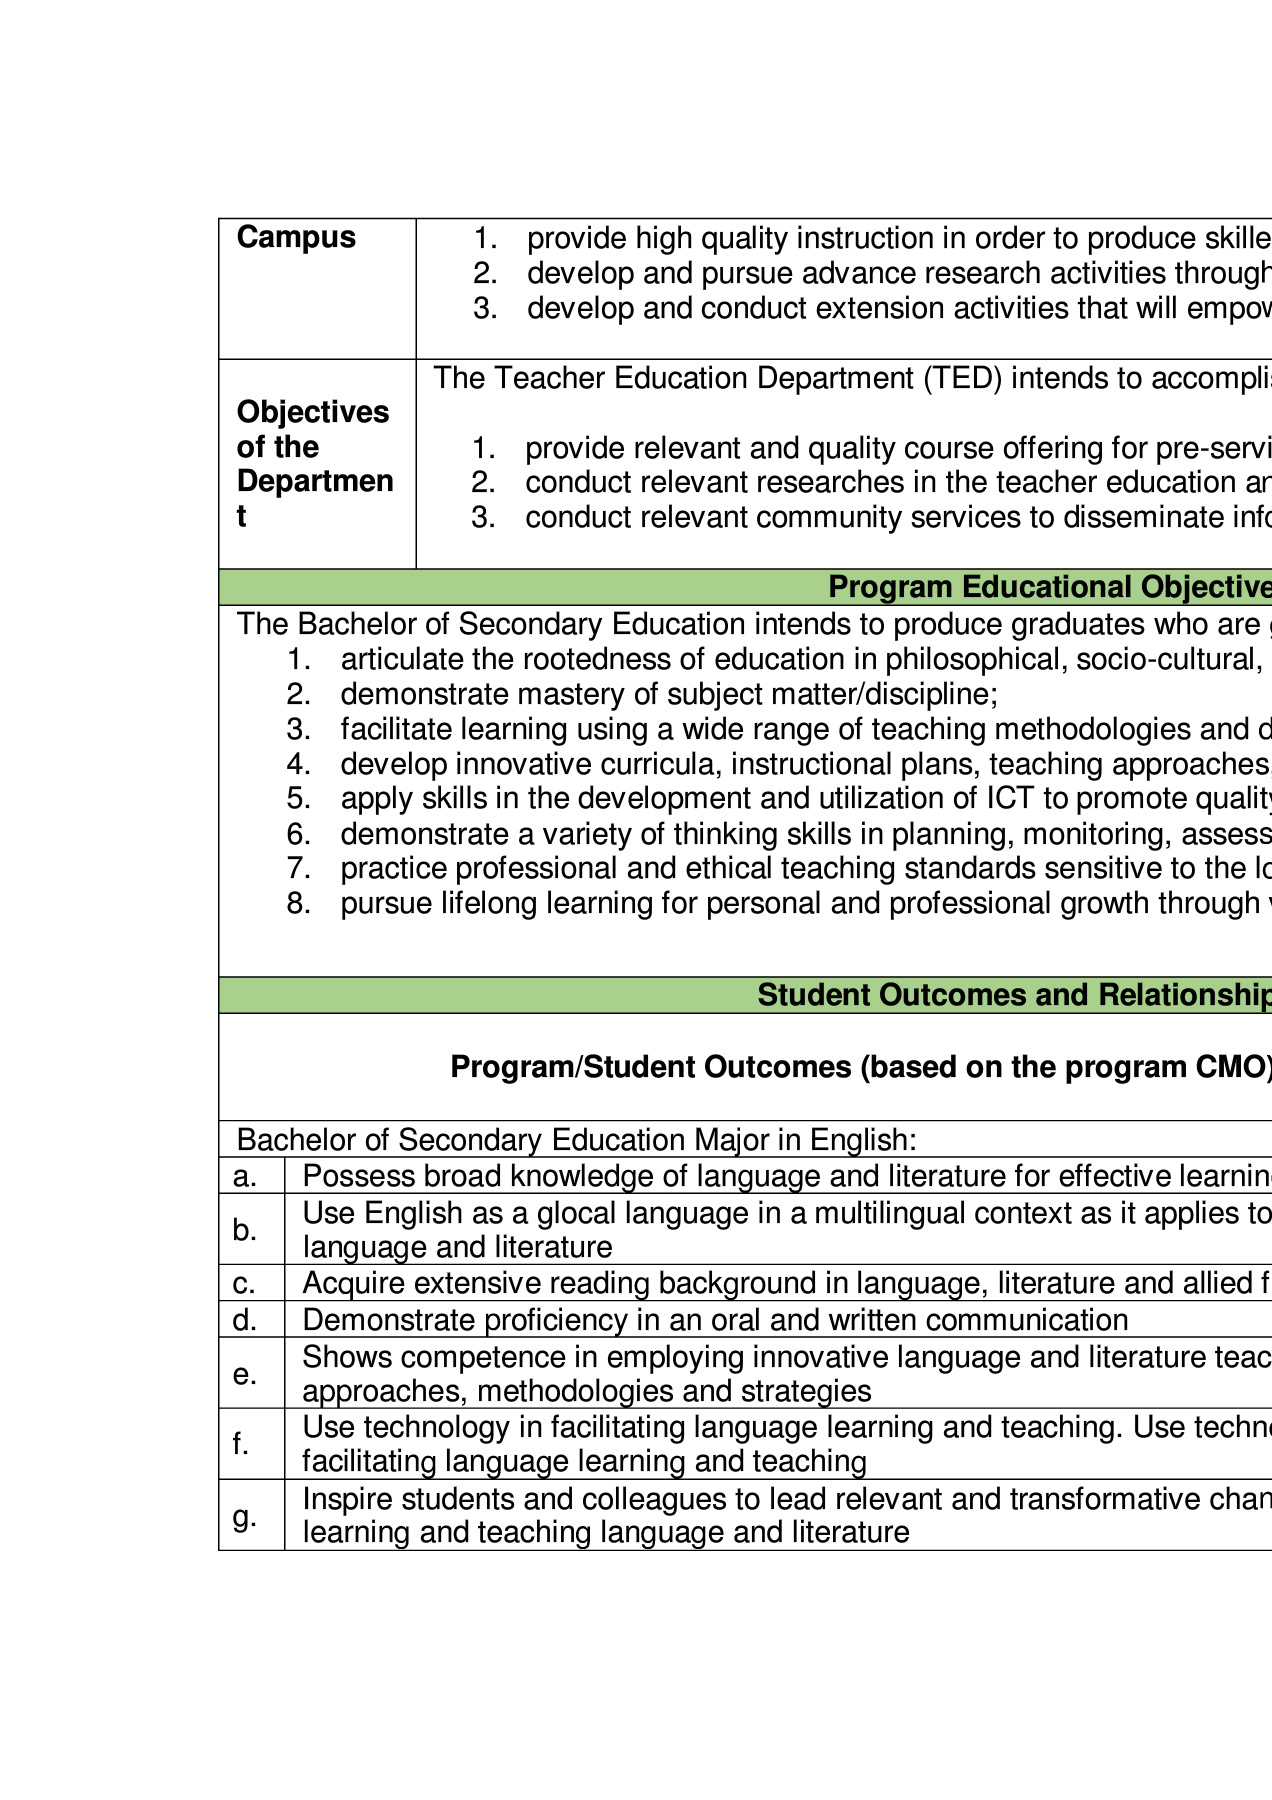 Campus
1. provide high quality instruction in order to produce skille
2. develop and pursue advance research activities through
3. develop and conduct extension activities that will empow
Objectives
of the
Departmen
t
The Teacher Education Department (TED) intends to accomplis
1. provide relevant and quality course offering for pre-servi
2. conduct relevant researches in the teacher education an
3. conduct relevant community services to disseminate info
Program Educational Objective
The Bachelor of Secondary Education intends to produce graduates who are g
1. articulate the rootedness of education in philosophical, socio-cultural,
2. demonstrate mastery of subject matter/discipline;
3. facilitate learning using a wide range of teaching methodologies and d
4. develop innovative curricula, instructional plans, teaching approaches,
5. apply skills in the development and utilization of ICT to promote quality
6. demonstrate a variety of thinking skills in planning, monitoring, assess
7. practice professional and ethical teaching standards sensitive to the lo
8. pursue lifelong learning for personal and professional growth through v
Student Outcomes and Relationship
Program/Student Outcomes (based on the program CMO)
Bachelor of Secondary Education Major in English:
a. Possess broad knowledge of language and literature for effective learnin
b. Use English as a glocal language in a multilingual context as it applies to
language and literature
c. Acquire extensive reading background in language, literature and allied f
d. Demonstrate proficiency in an oral and written communication
e. Shows competence in employing innovative language and literature teac
approaches, methodologies and strategies
f. Use technology in facilitating language learning and teaching. Use techno
facilitating language learning and teaching
g. Inspire students and colleagues to lead relevant and transformative chan
learning and teaching language and literature